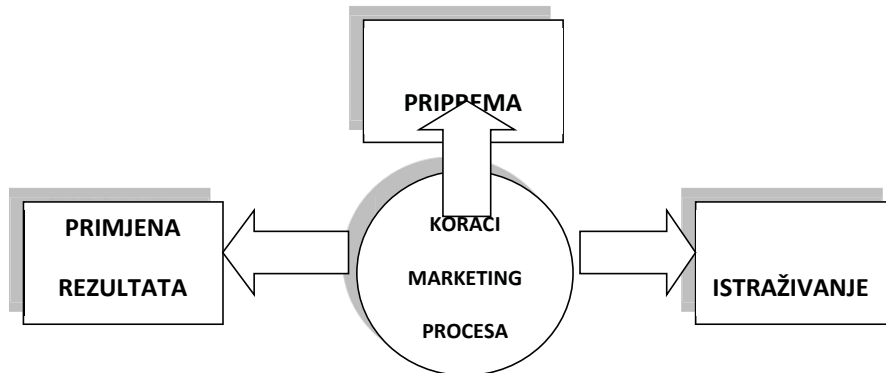 PRIPREMA
PRIMJENA
REZULTATA
KORACI
MARKETING
PROCESA
ISTRAŽIVANJE